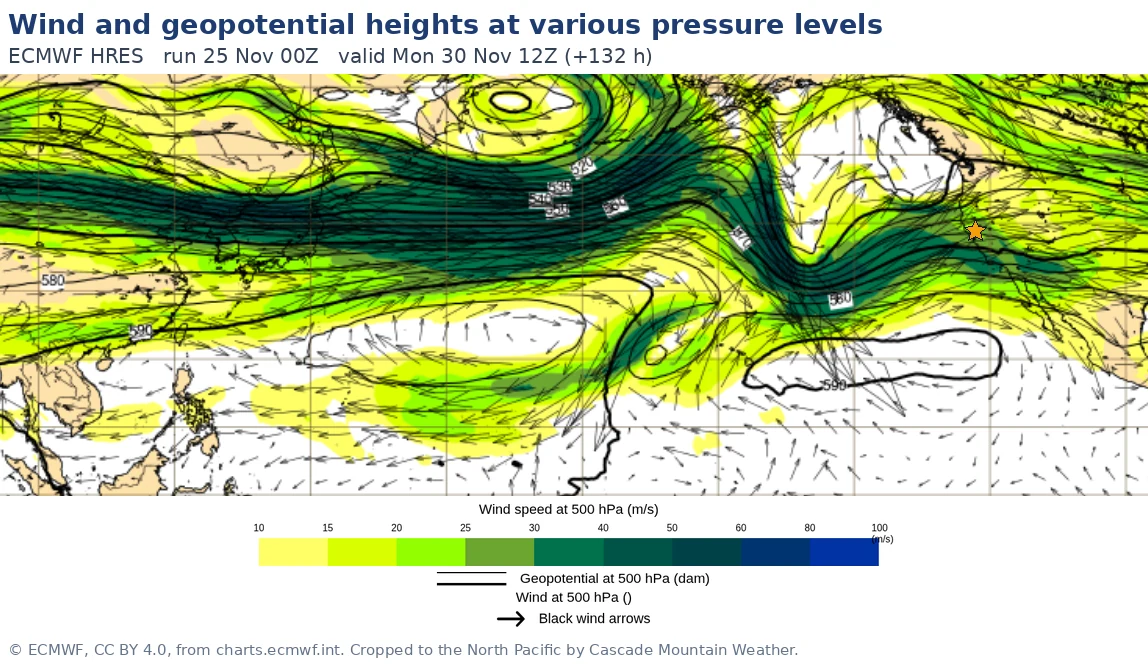 Wind and geopotential heights at various pressure levels
ECMWF HRES run 25 Nov 00Z valid Mon 30 Nov 12Z (+132 h)
520
560
570
580
580
590
590
Wind speed at 500 hPa (m/s)
10 15 20 25 30 40 50 60 80 100
(m/s)
Geopotential at 500 hPa (dam)
Wind at 500 hPa ()
Black wind arrows
© ECMWF, CC BY 4.0, from charts.ecmwf.int. Cropped to the North Pacific by Cascade Mountain Weather.